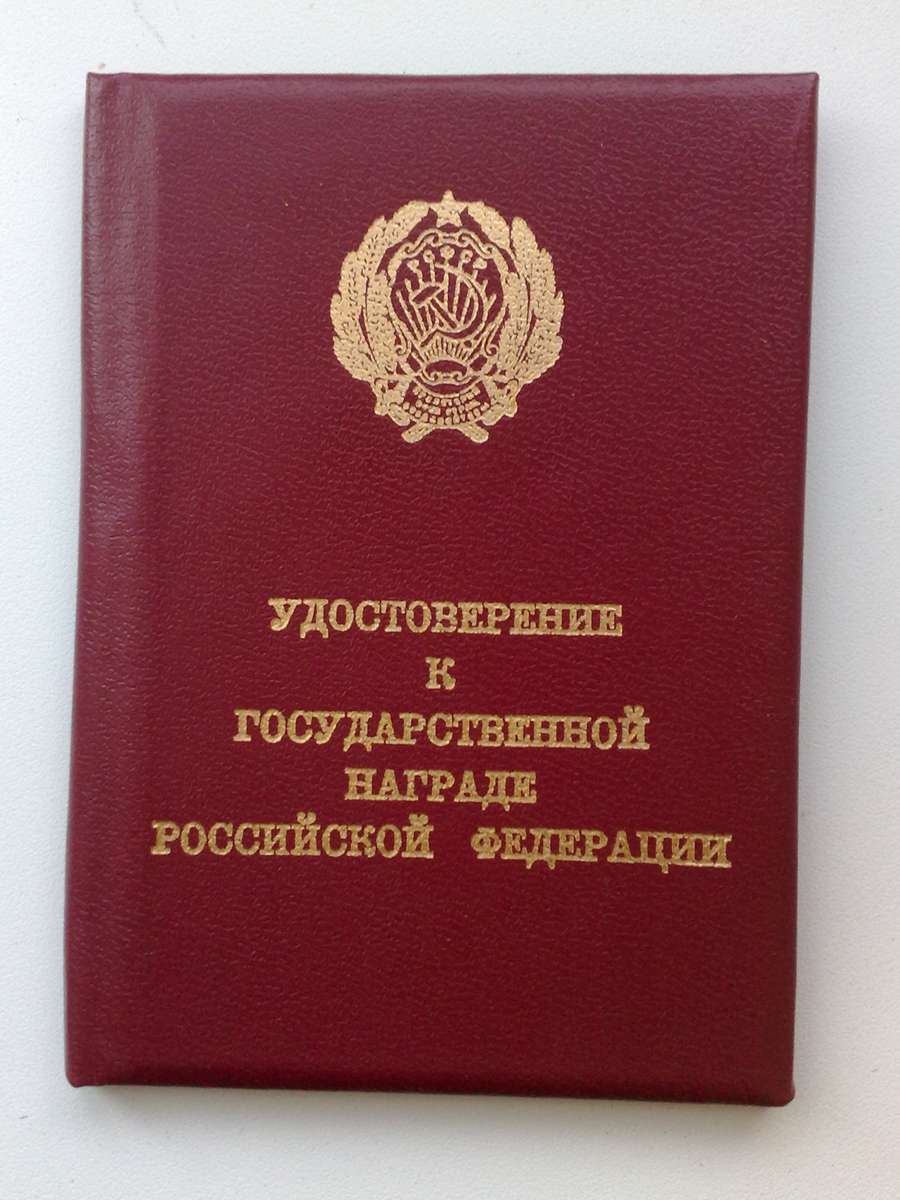 УДОСТОВЕРЕНИЕ
К
ГОСУДАРСТВЕННОЙ
НАГРАДЕ
РОССИЙСКОЙ ФЕДЕРАЦИИ